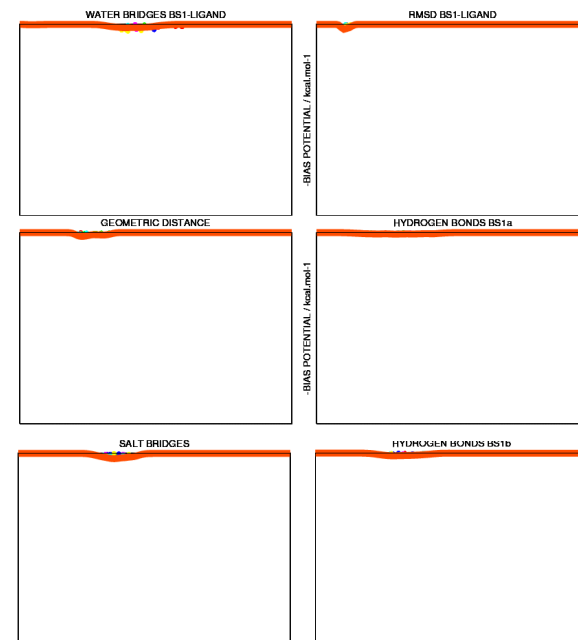 WATER BRIDGES BS1-LIGAND
RMSD BS1-LIGAND
-BIAS POTENTIAL / kcal.mol-1
GEOMETRIC DISTANCE
HYDROGEN BONDS BS1a
-BIAS POTENTIAL / kcal.mol-1
SALT BRIDGES
HYDROGEN BONDS BS1b